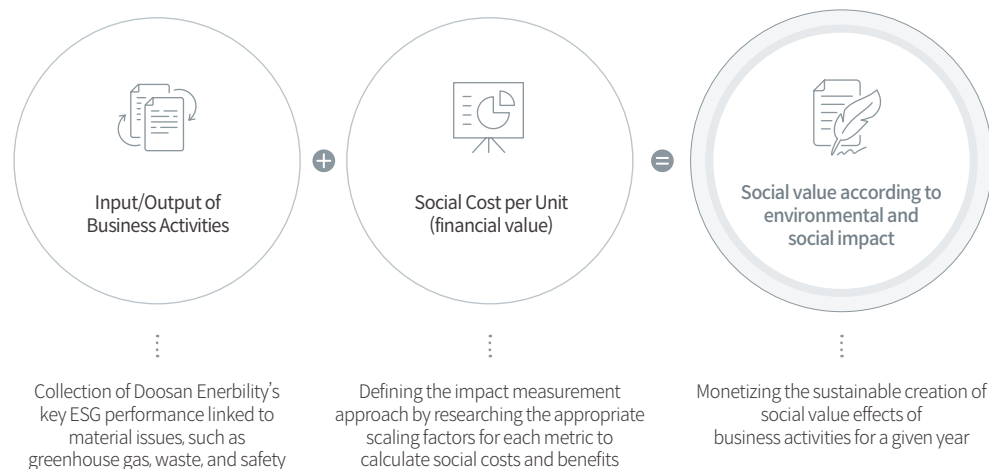 Input/Output of
Business Activities
+
Social Cost per Unit
(financial value)
=
Social value according to
environmental and
social impact
Collection of Doosan Enerbility's
key ESG performance linked to
material issues, such as
greenhouse gas, waste, and safety
Defining the impact measurement
approach by researching the appropriate
scaling factors for each metric to
calculate social costs and benefits
Monetizing the sustainable creation of
social value effects of
business activities for a given year